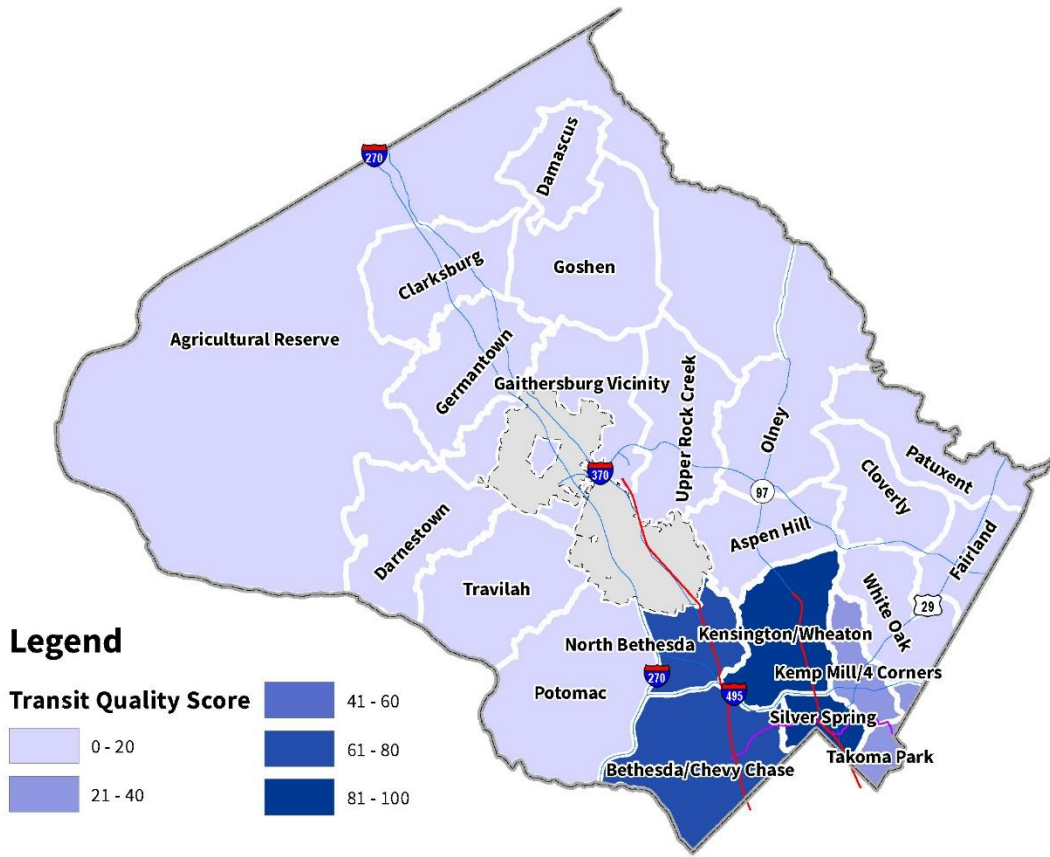 270
Damascus
Clarksburg
Goshen
Agricultural Reserve
Germantown
Gaithersburg Vicinity
Upper Rock Creek
Olney
Patuxent
Cloverly
370
97
Darnestown
Aspen Hill
Fairland
Travilah
White Oak
29
North Bethesda
Kensington/Wheaton
270
Kemp Mill/4 Corners
Potomac
495
Silver Spring
Takoma Park
Bethesda/Chevy Chase
Legend
Transit Quality Score
0 - 20
21 - 40
41 - 60
61 - 80
81 - 100